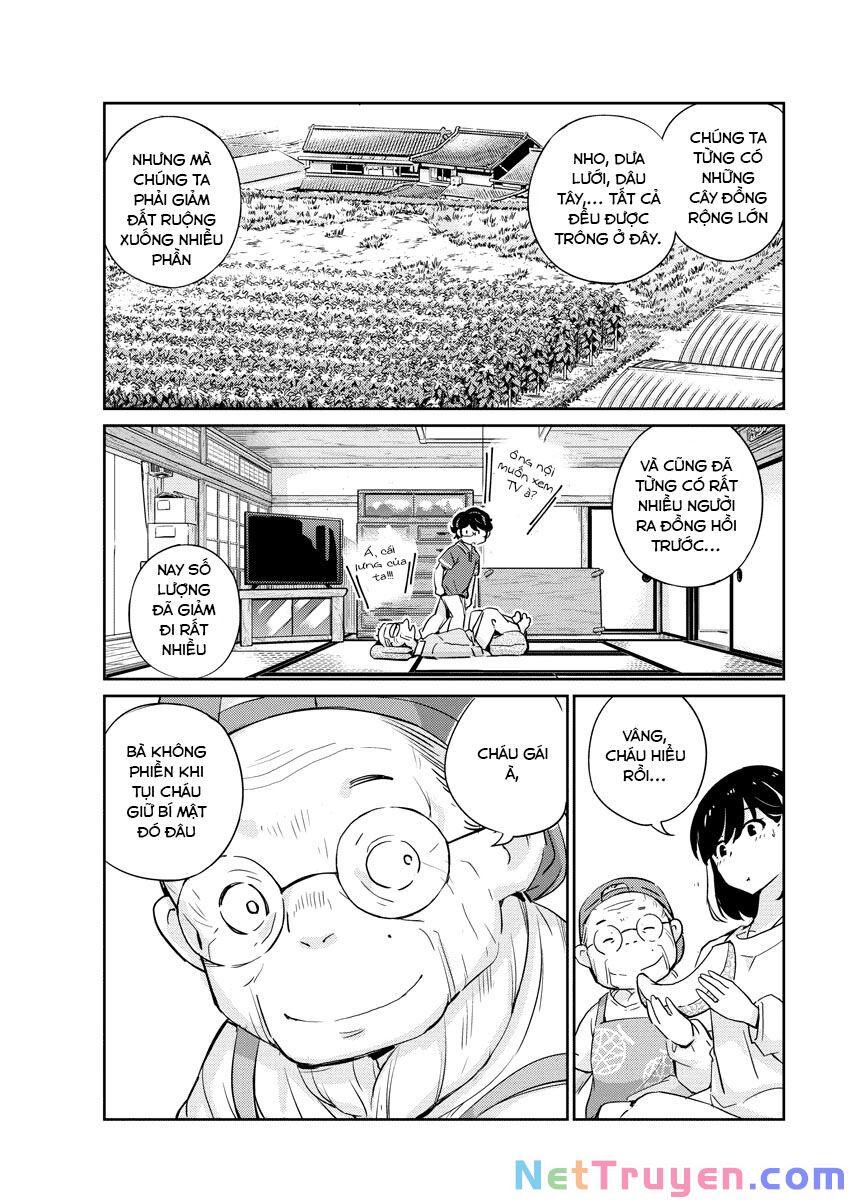 CHÚNG TA
TỪNG CÓ
NHỮNG
CÂY ĐỒNG
RỘNG LỚN
NHO, DƯA
LƯỚI, DÂU
TÂY,... TẤT CẢ
ĐỀU ĐƯỢC
TRÔNG Ở ĐÂY.
NHƯNG MÀ
CHÚNG TA
PHẢI GIẢM
ĐẤT RUỘNG
XUỐNG NHIỀU
PHẦN
VÀ CŨNG ĐÃ
TỪNG CÓ RẤT
NHIỀU NGƯỜI
RA ĐỒNG HỒI
TRƯỚC...
ông nội
muốn xem
TV à?
Á, cái
lưng của
ta!!!
NAY SỐ
LƯỢNG
ĐÃ GIẢM
ĐI RẤT
NHIỀU
VÂNG,
CHÁU HIỂU
RỒI...
CHÁU GÁI
À,
BÀ KHÔNG
PHIỀN KHI
TỤI CHÁU
GIỮ BÍ MẬT
ĐÓ ĐÂU
NetTruyen.com